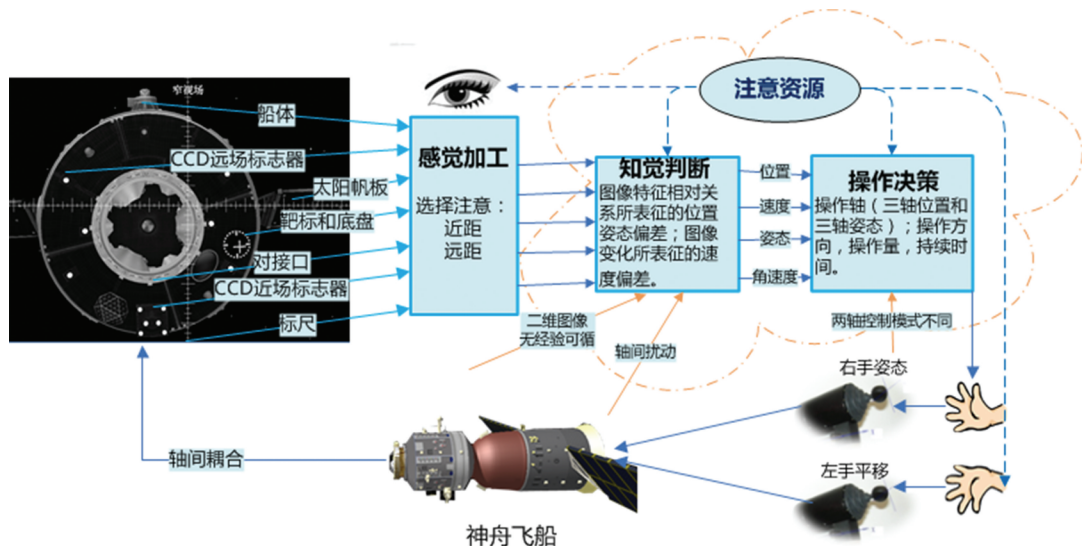 窄视场
注意资源
船体
CCD远场标志器
太阳帆板
靶标和底盘
对接口
CCD近场标志器
标尺
感觉加工
选择注意：
近距
远距
知觉判断
图像特征相对关
系所表征的位置
姿态偏差；图像
变化所表征的速
度偏差。
位置
速度
姿态
角速度
操作决策
操作轴（三轴位置和
三轴姿态）；操作方
向，操作量，持续时
间。
二维图像
无经验可循
轴间扰动
两轴控制模式不同
右手姿态
左手平移
轴间耦合
神舟飞船